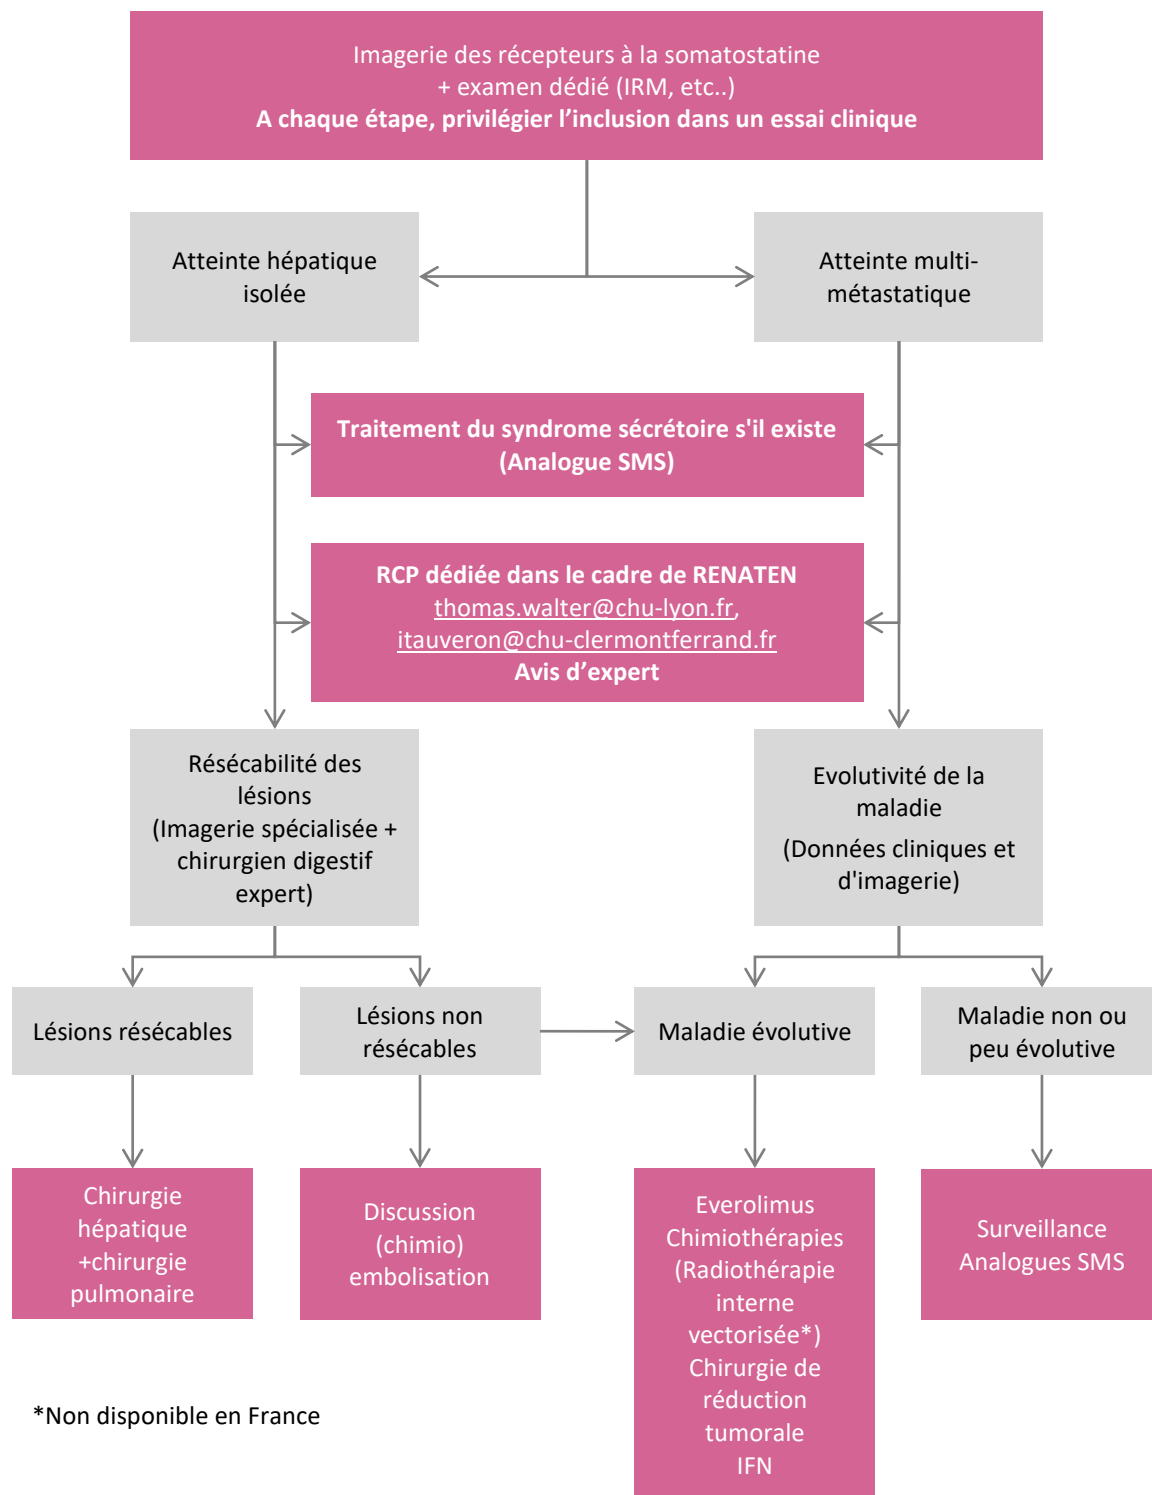 Imagerie des récepteurs à la somatostatine
+ examen dédié (IRM, etc..)
A chaque étape, privilégier l'inclusion dans un essai clinique
Atteinte hépatique
isolée
Atteinte multi-
métastatique
Traitement du syndrome sécrétoire s'il existe
(Analogue SMS)
RCP dédiée dans le cadre de RENATEN
thomas.walter@chu-lyon.fr,
itauveron@chu-clermontferrand.fr
Avis d’expert
Résécabilité des
lésions
(Imagerie spécialisée +
chirurgien digestif
expert)
Evolutivité de la
maladie
(Données cliniques et
d'imagerie)
Lésions résécables
Lésions non
résécables
Maladie évolutive
Maladie non ou
peu évolutive
Chirurgie
hépatique
+chirurgie
pulmonaire
Discussion
(chimio)
embolisation
Everolimus
Chimiothérapies
(Radiothérapie
interne
vectorisée*)
Chirurgie de
réduction
tumorale
IFN
Surveillance
Analogues SMS
*Non disponible en France